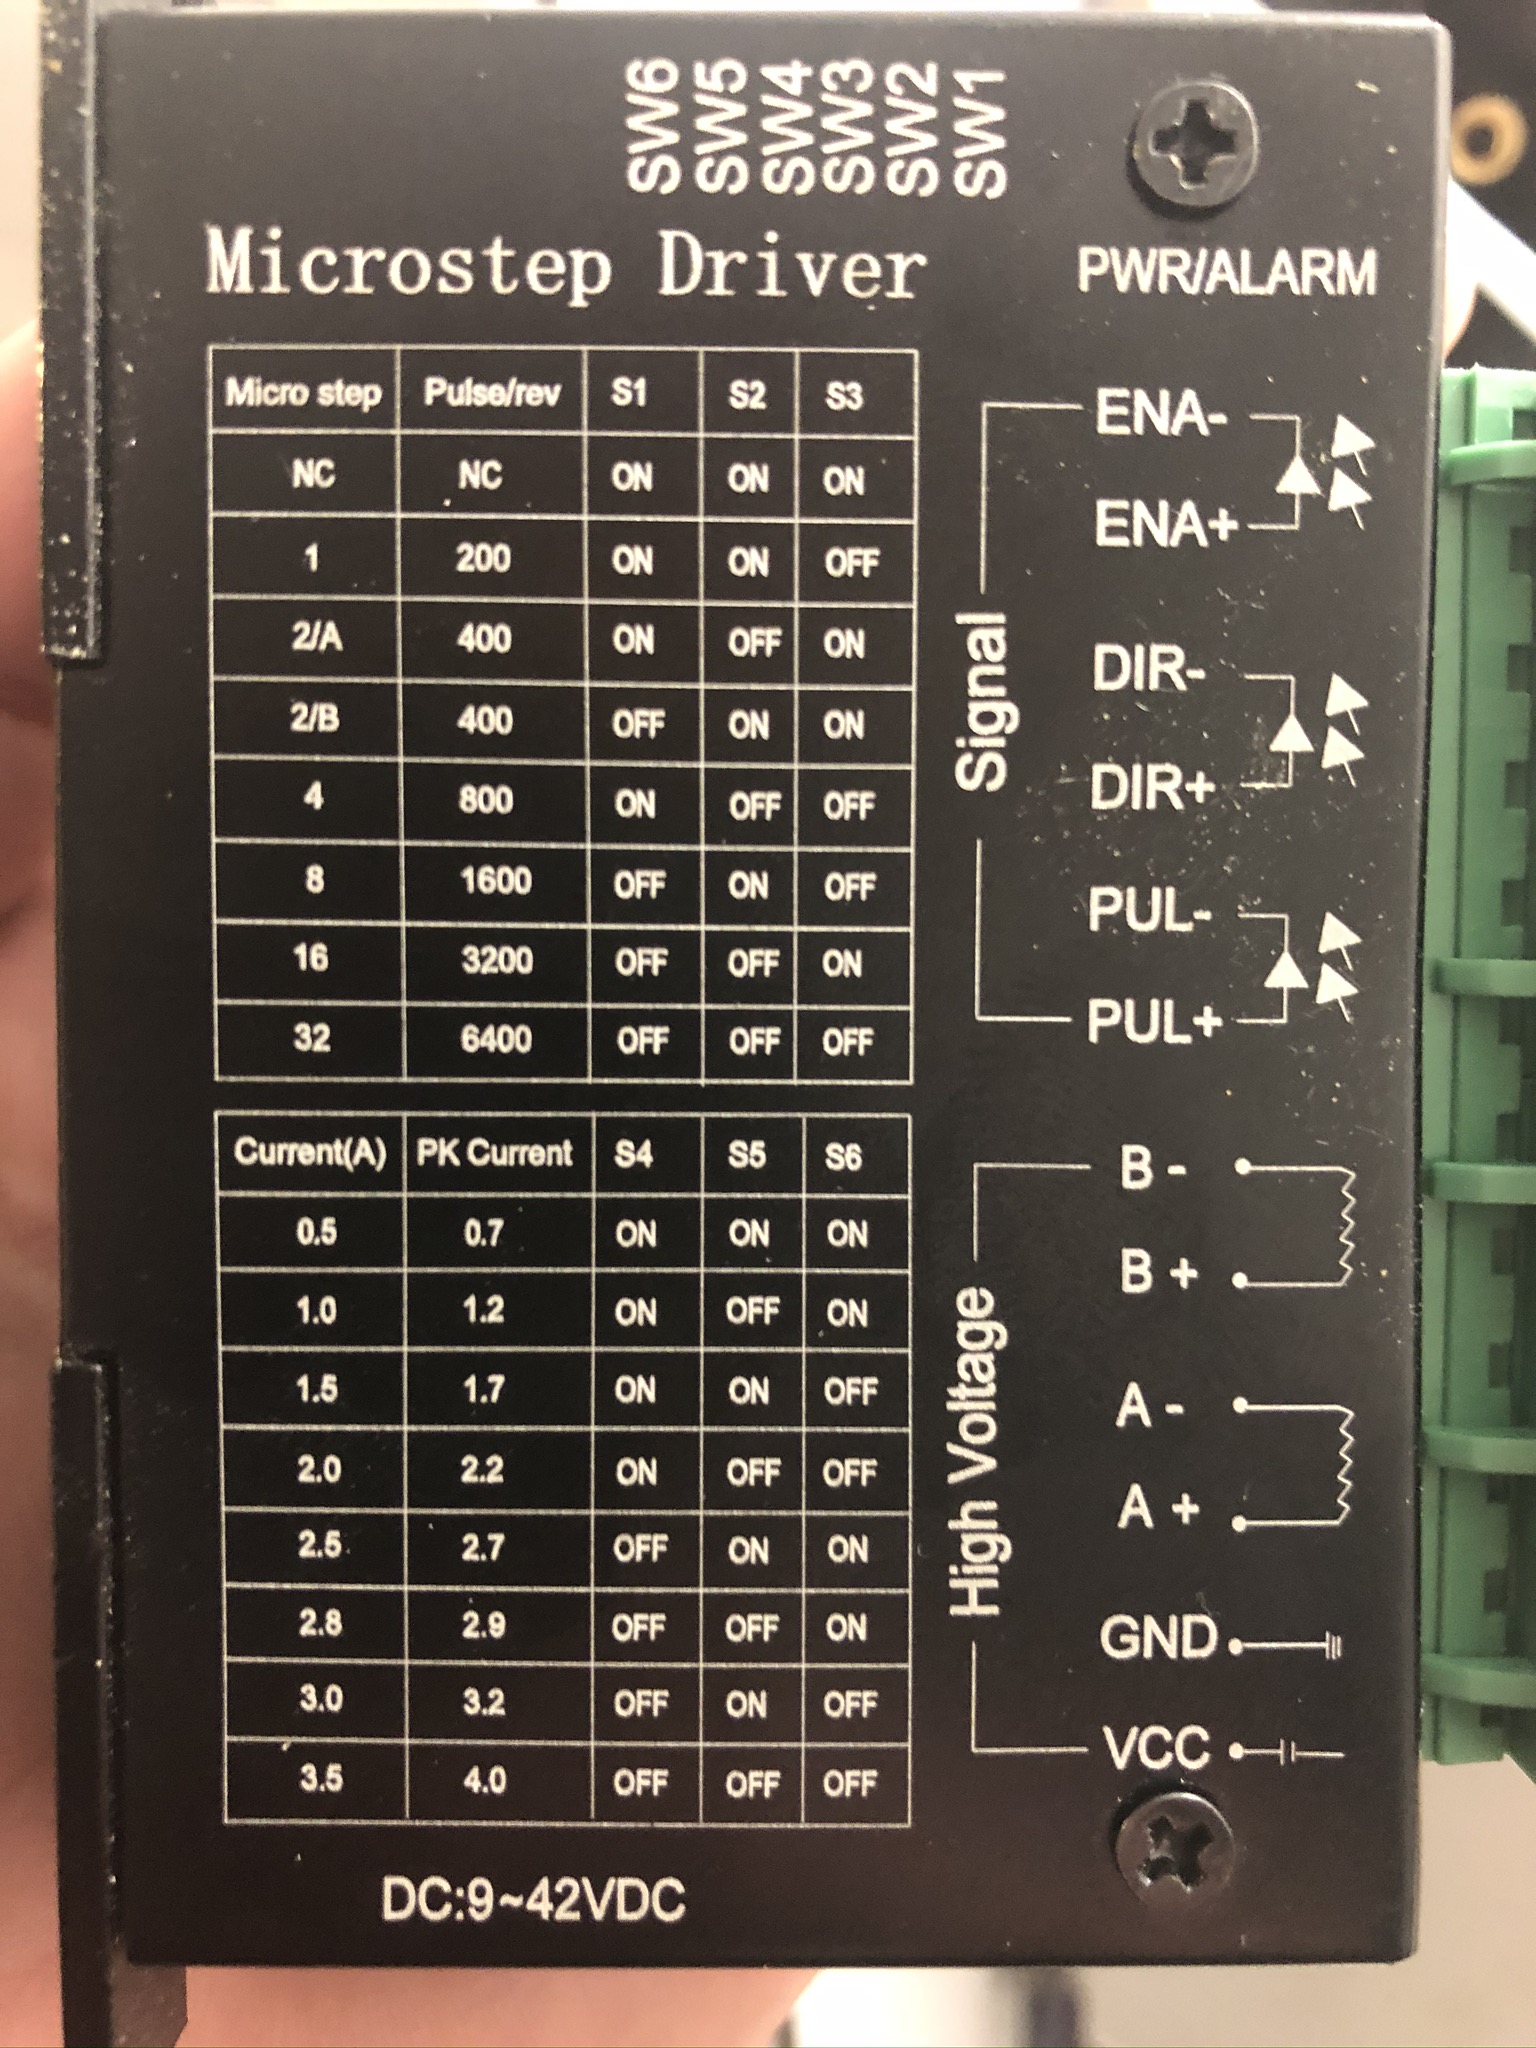 SW6
SW5
SW4
SW3
SW2
SW1
Microstep Driver
PWR/ALARM
Micro step Pulse/rev S1 S2 S3
NC NC ON ON ON
1 200 ON ON OFF
2/A 400 ON OFF ON
2/B 400 OFF ON ON
4 800 ON OFF OFF
8 1600 OFF ON OFF
16 3200 OFF OFF ON
32 6400 OFF OFF OFF
Current(A) PK Current S4 S5 S6
0.5 0.7 ON ON ON
1.0 1.2 ON OFF ON
1.5 1.7 ON ON OFF
2.0 2.2 ON OFF OFF
2.5 2.7 OFF ON ON
2.8 2.9 OFF OFF ON
3.0 3.2 OFF ON OFF
3.5 4.0 OFF OFF OFF
DC:9~42VDC
Signal
ENA-
ENA+
DIR-
DIR+
PUL-
PUL+
High Voltage
B -
B +
A -
A +
GND
VCC